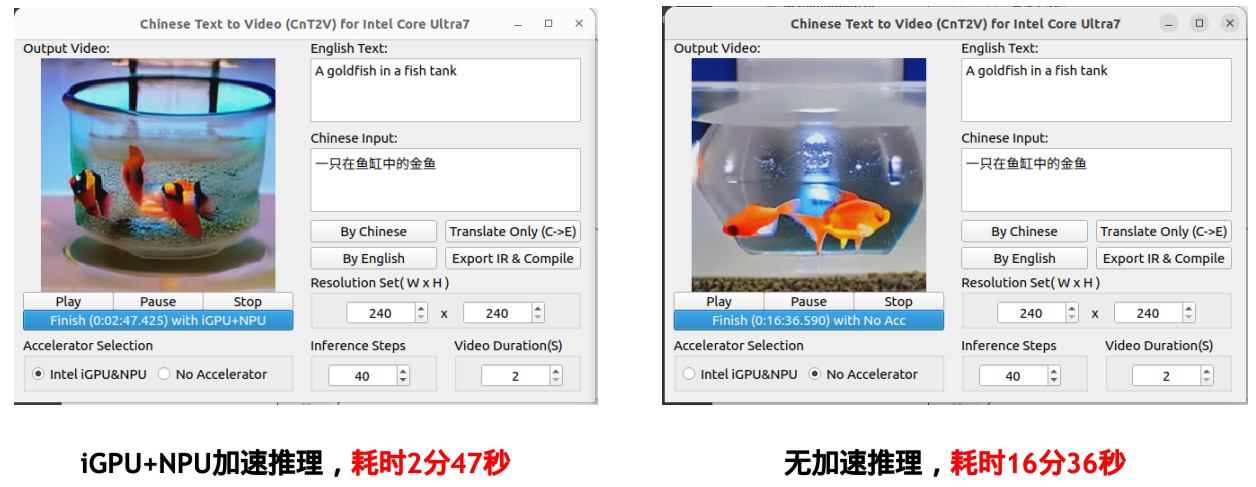 Chinese Text to Video (CnT2V) for Intel Core Ultra7
Output Video:
English Text:
A goldfish in a fish tank
Chinese Input:
一只在鱼缸中的金鱼
By Chinese
Translate Only (C->E)
By English
Export IR & Compile
Resolution Set( W x H )
Play
Pause
Stop
240
x
240
Finish (0:02:47.425) with iGPU+NPU
Accelerator Selection
Inference Steps
Video Duration(S)
Intel iGPU&NPU
No Accelerator
40
2
iGPU+NPU加速推理，耗时2分47秒
Chinese Text to Video (CnT2V) for Intel Core Ultra7
Output Video:
English Text:
A goldfish in a fish tank
Chinese Input:
一只在鱼缸中的金鱼
By Chinese
Translate Only (C->E)
By English
Export IR & Compile
Resolution Set( W x H )
Play
Pause
Stop
240
x
240
Finish (0:16:36.590) with No Acc
Accelerator Selection
Inference Steps
Video Duration(S)
Intel iGPU&NPU
No Accelerator
40
2
无加速推理，耗时16分36秒